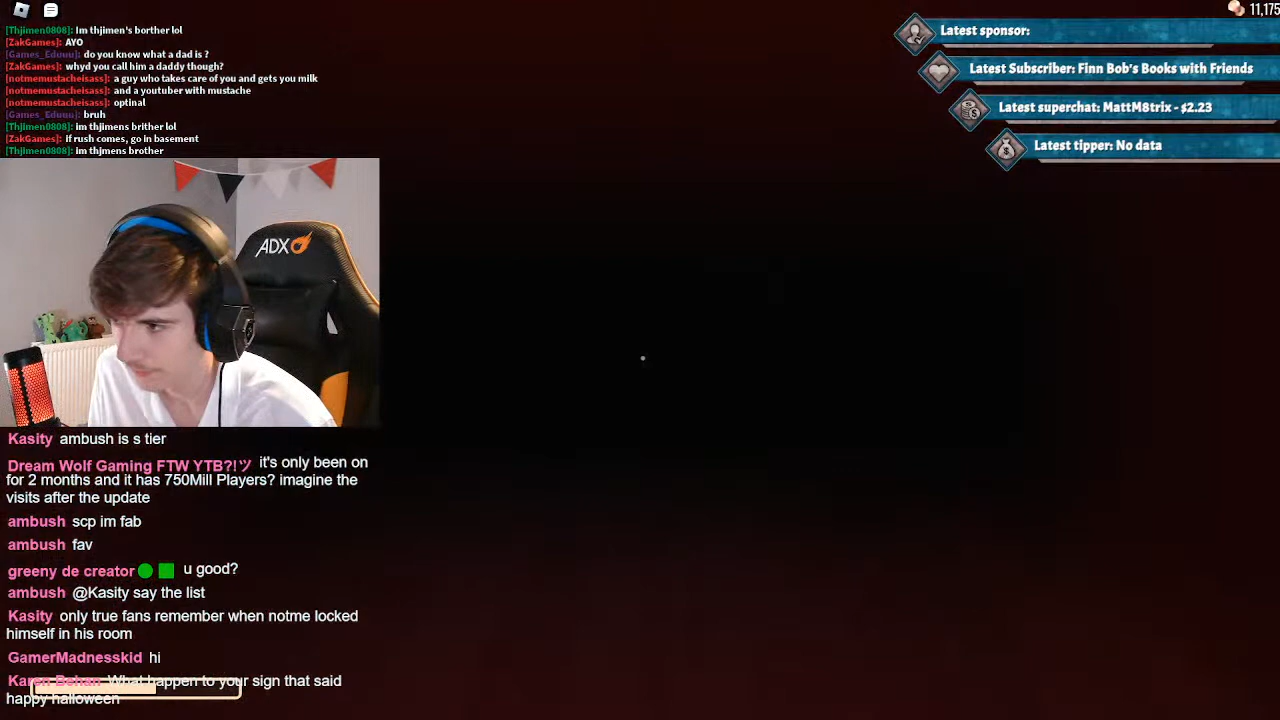 11,175
[Thjimen0808]: Im thjimen's borther lol
[ZakGames]: AYO
[Games_Eduuu]: do you know what a dad is ?
[ZakGames]: whyd you call him a daddy though?
[notmemustacheisass]: a guy who takes care of you and gets you milk
[notmemustacheisass]: and a youtuber with mustache
[notmemustacheisass]: optinal
[Games_Eduuu]: bruh
[Thjimen0808]: im thjimens brither lol
[ZakGames]: if rush comes, go in basement
[Thjimen0808]: im thjmens brother
Latest sponsor:
Latest Subscriber: Finn Bob's Books with Friends
Latest superchat: MattM8trix - $2.23
Latest tipper: No data
ADX
Kasity ambush is s tier
Dream Wolf Gaming FTW YTB?!ツ it's only been on
for 2 months and it has 750Mill Players? imagine the
visits after the update
ambush scp im fab
ambush fav
greeny de creator u good?
ambush @Kasity say the list
Kasity only true fans remember when notme locked
himself in his room
GamerMadnesskid hi
Karen Behan What happen to your sign that said
happy halloween